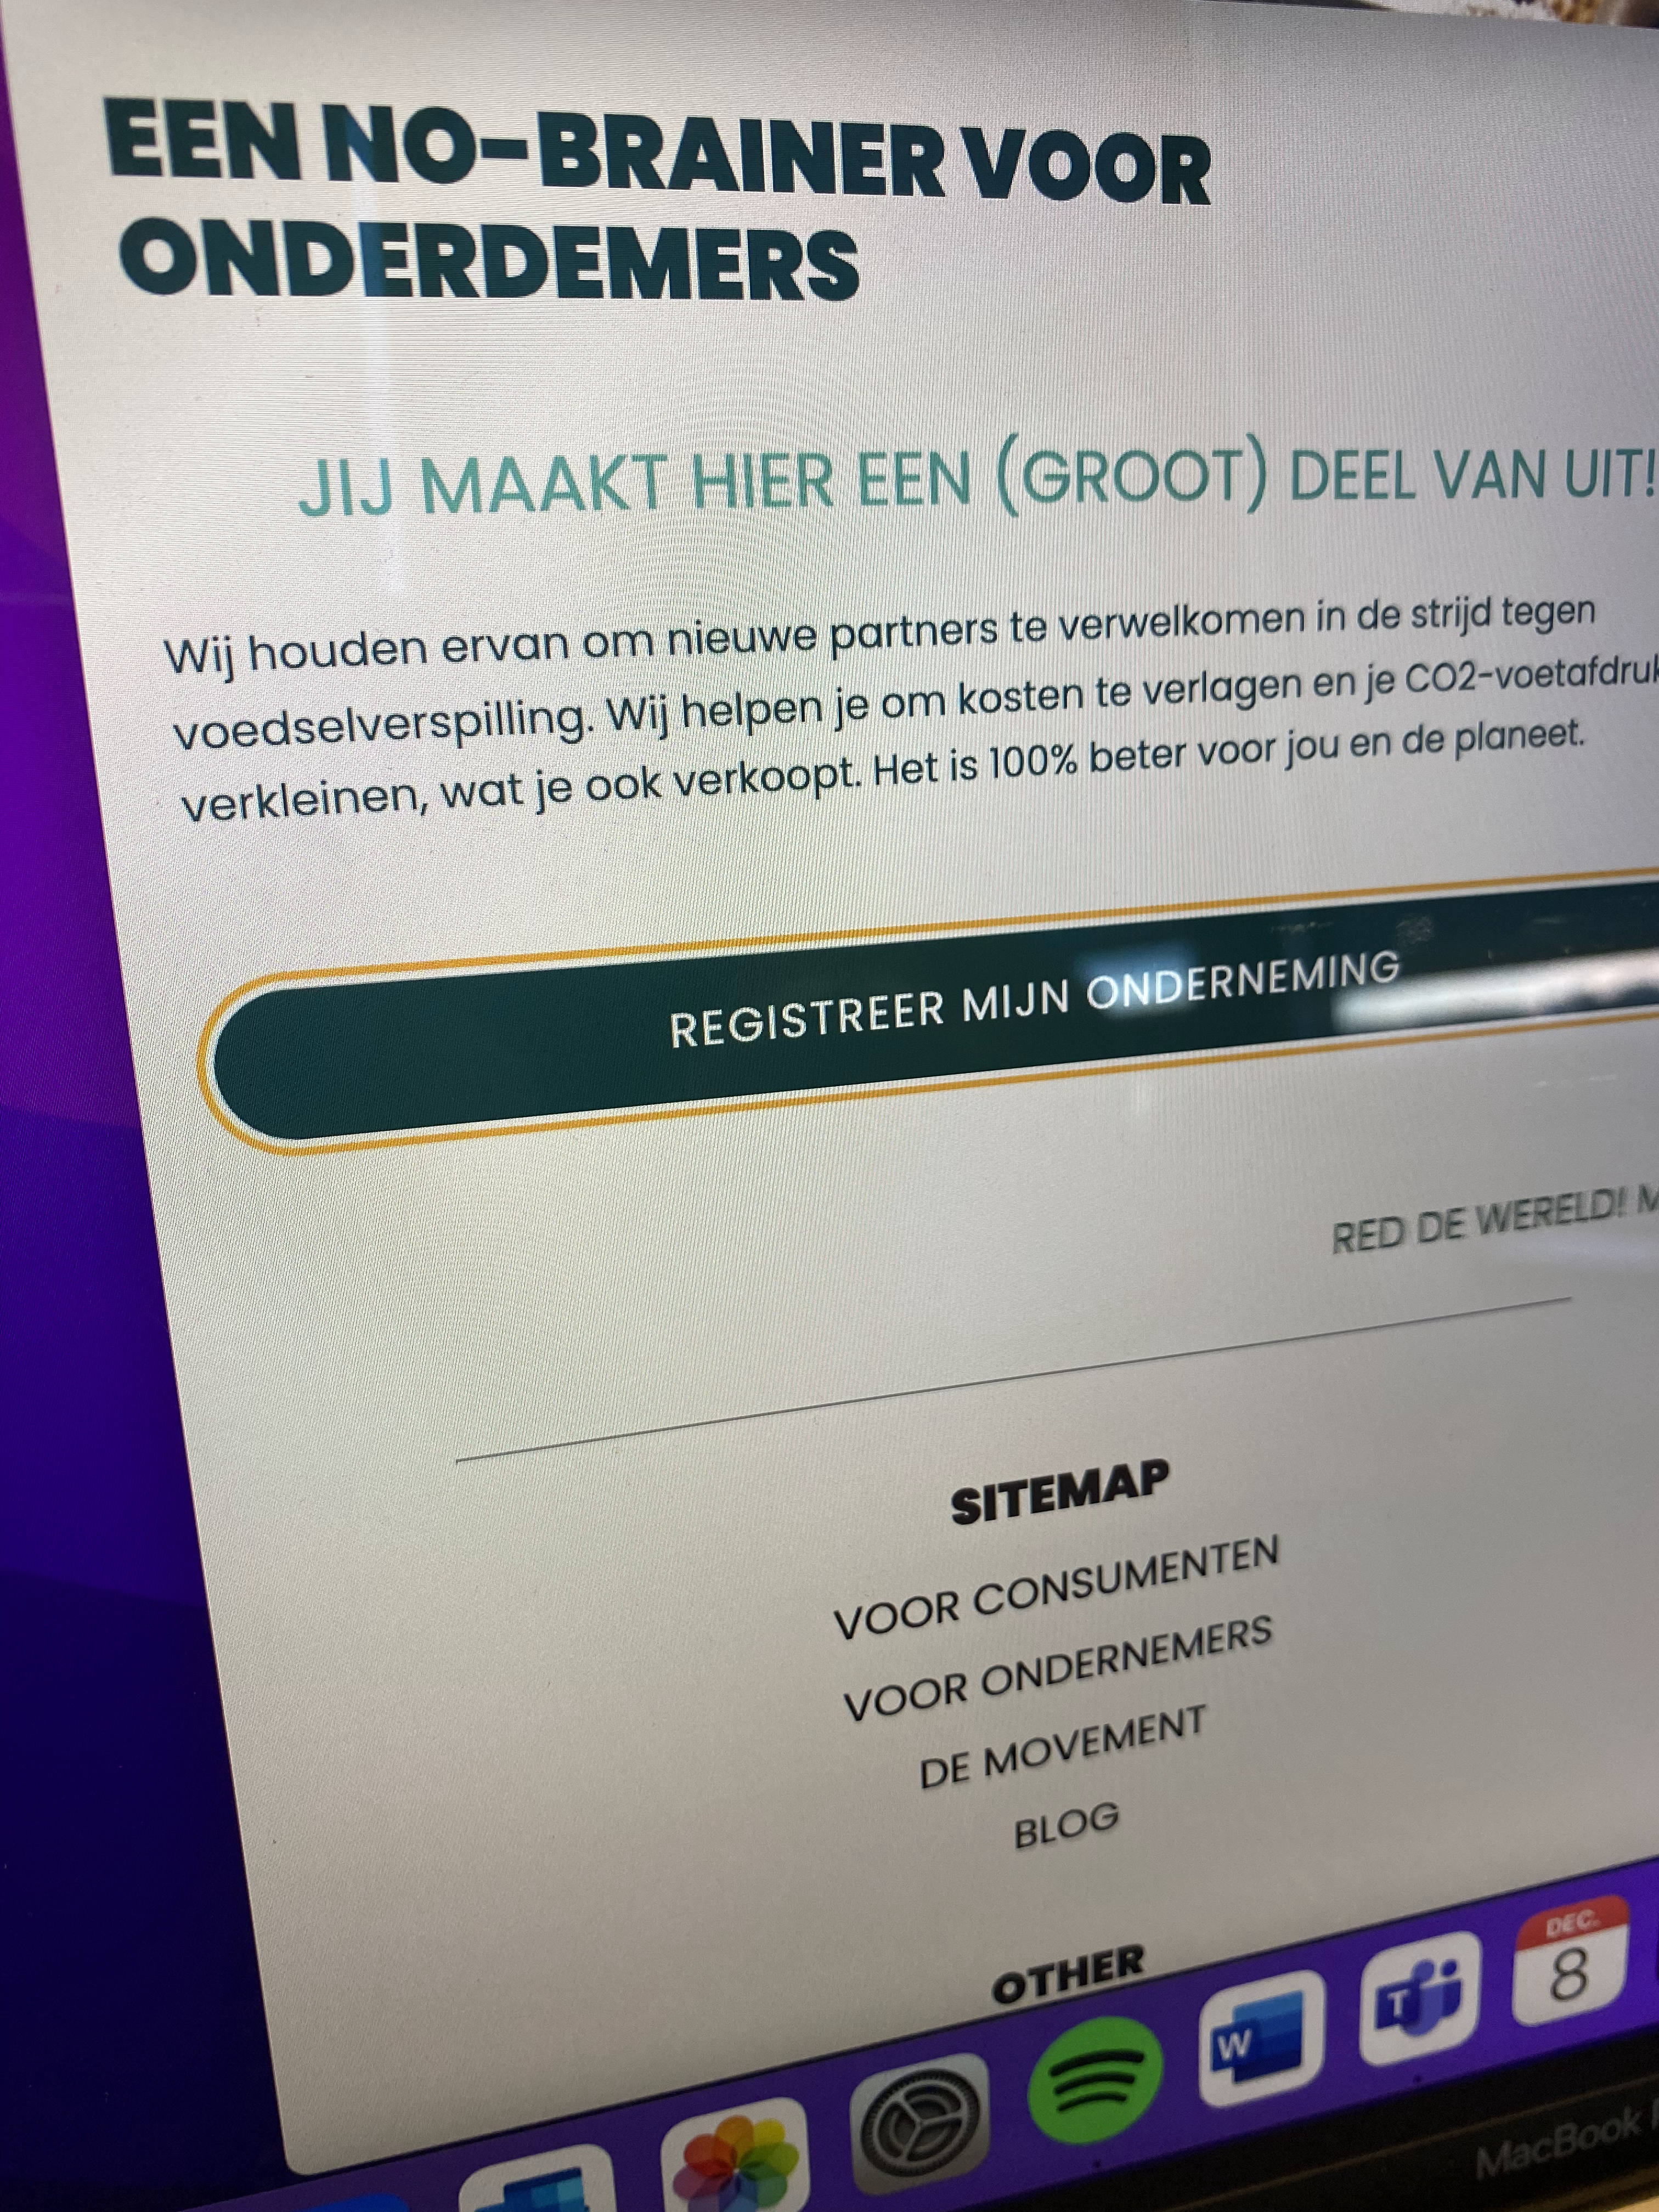 EEN NO-BRAINER VOOR
ONDERDEMERS
JIJ MAAKT HIER EEN (GROOT) DEEL VAN UIT!
Wij houden ervan om nieuwe partners te verwelkomen in de strijd tegen
voedselverspilling. Wij helpen je om kosten te verlagen en je CO2-voetafdruk
verkleinen, wat je ook verkoopt. Het is 100% beter voor jou en de planeet.
REGISTREER MIJN ONDERNEMING
RED DE WERELD!
SITEMAP
VOOR CONSUMENTEN
VOOR ONDERNEMERS
DE MOVEMENT
BLOG
OTHER
W
T
DEC.
8
MacBook